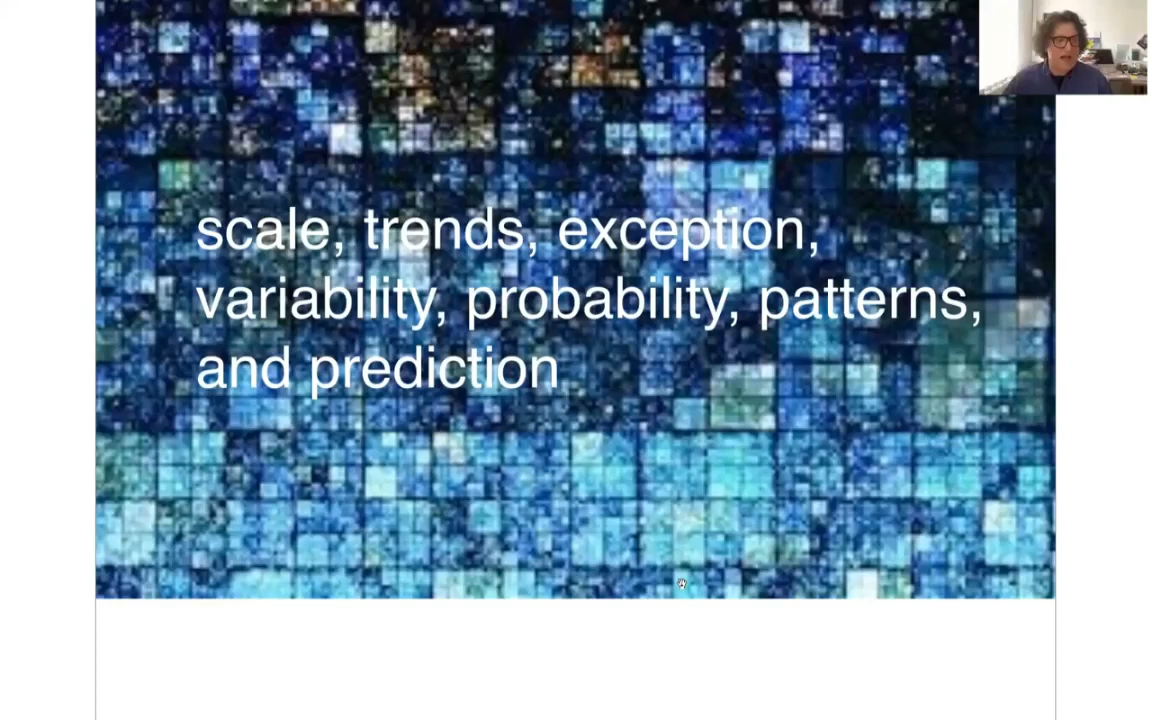 scale, trends, exception,
variability, probability, patterns,
and prediction